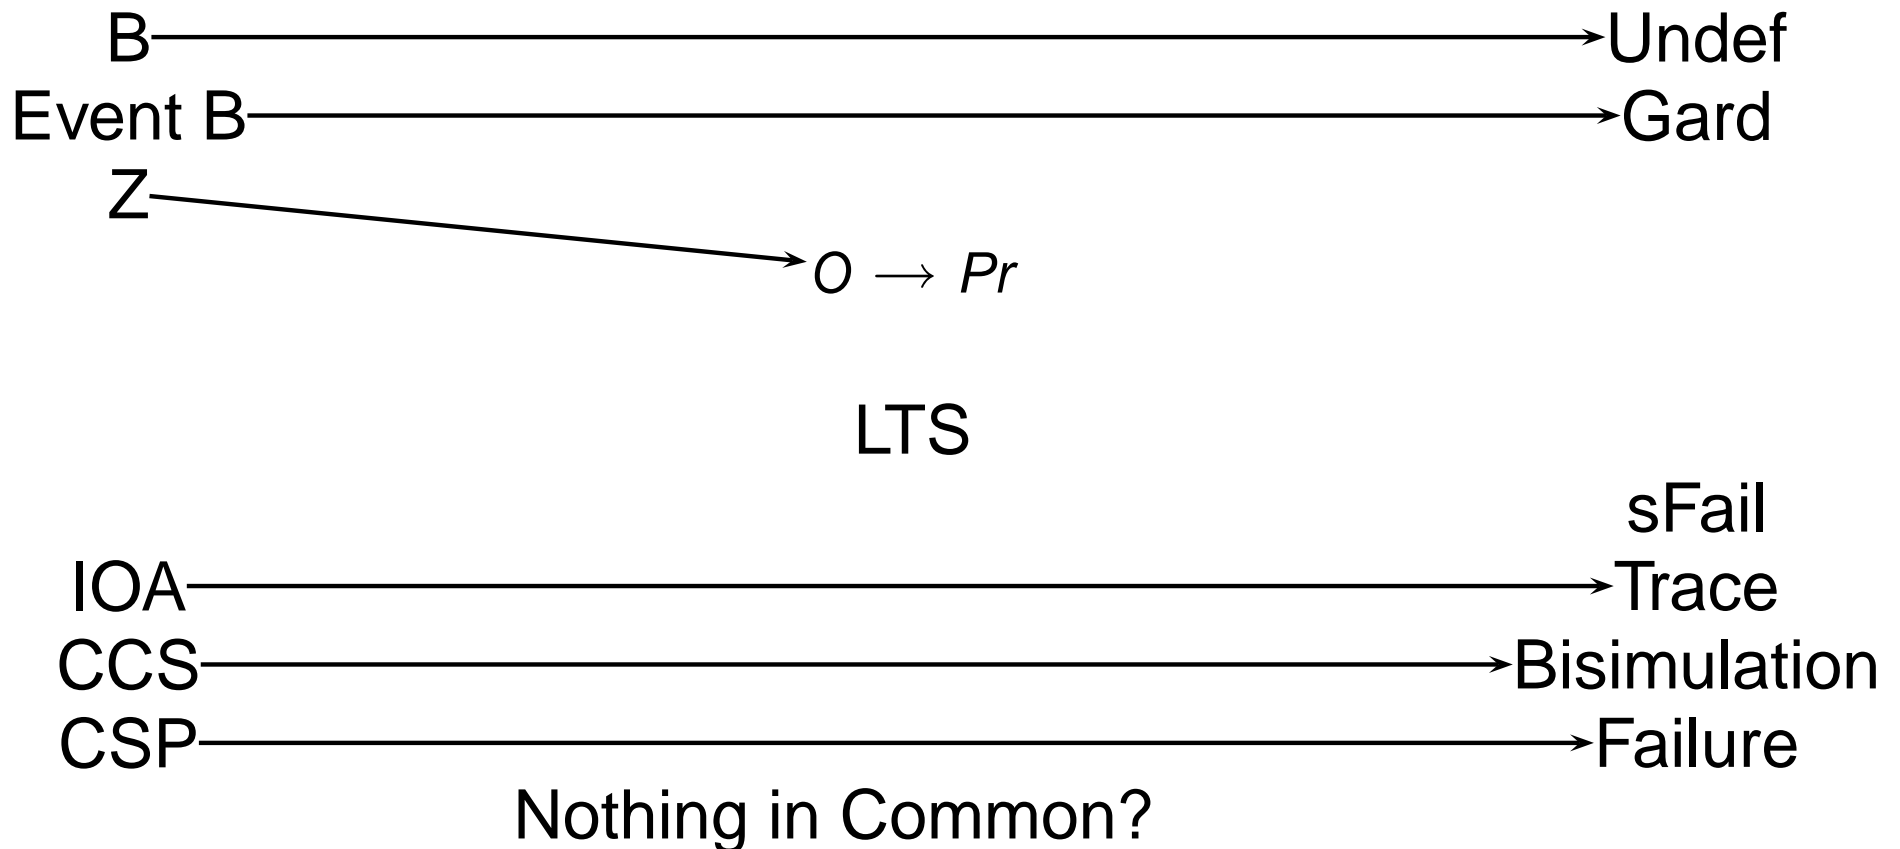 B Undef
Event B Gard
Z
O → Pr
LTS
sFail
IOA Trace
CCS Bisimulation
CSP Failure
Nothing in Common?